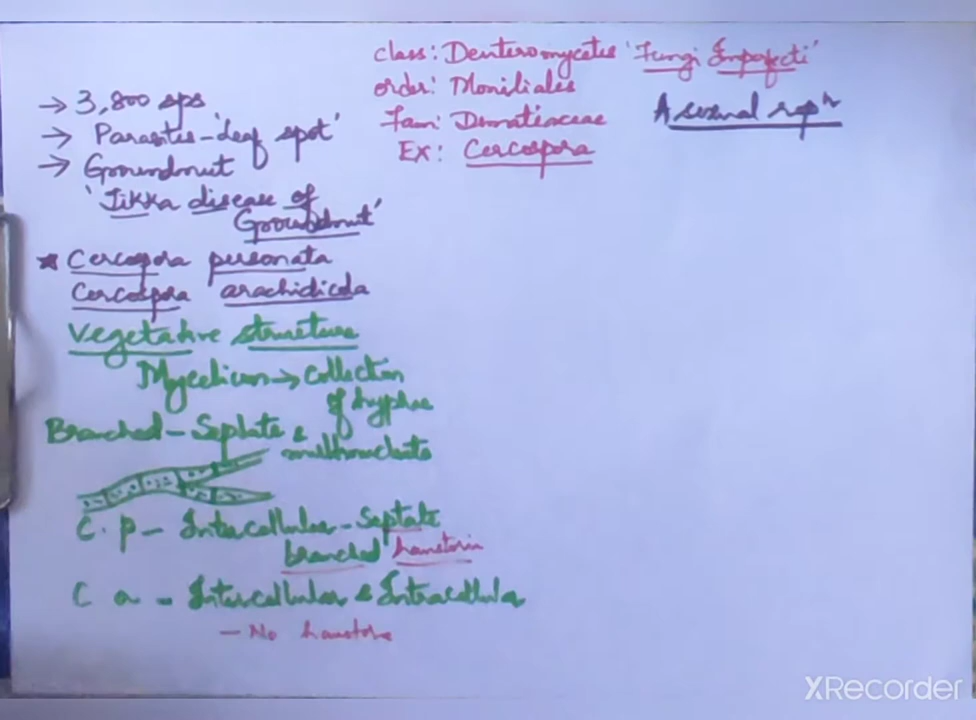 class: Deuteromycetes 'Fungi Imperfecti'
order: Moniliales
Fam: Dematiaceae
Ex: Cercospora
Asexual repn
→ 3,800 sps
→ Parasites - 'Leaf spot'
→ Groundnut
'Tikka disease of
Groundnut'
* Cercospora personata
Cercospora arachidicola
Vegetative structure
Mycelium → Collection
of hyphae
Branched - Septate &
multinucleate
C. p - Intercellular - Septate
branched haustoria
C a - Intercellular & Intracellular
- No haustoria
XRecorder